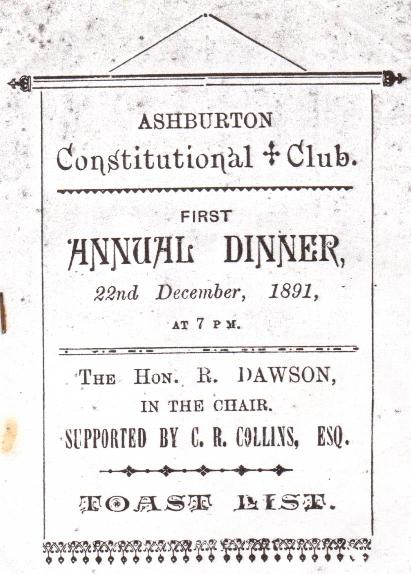 ASHBURTON
Constitutional ✣ Club.
FIRST
ANNUAL DINNER,
22nd December, 1891,
AT 7 P M.
THE HON. R. DAWSON,
IN THE CHAIR.
SUPPORTED BY C. R. COLLINS, ESQ.
TOAST LIST.